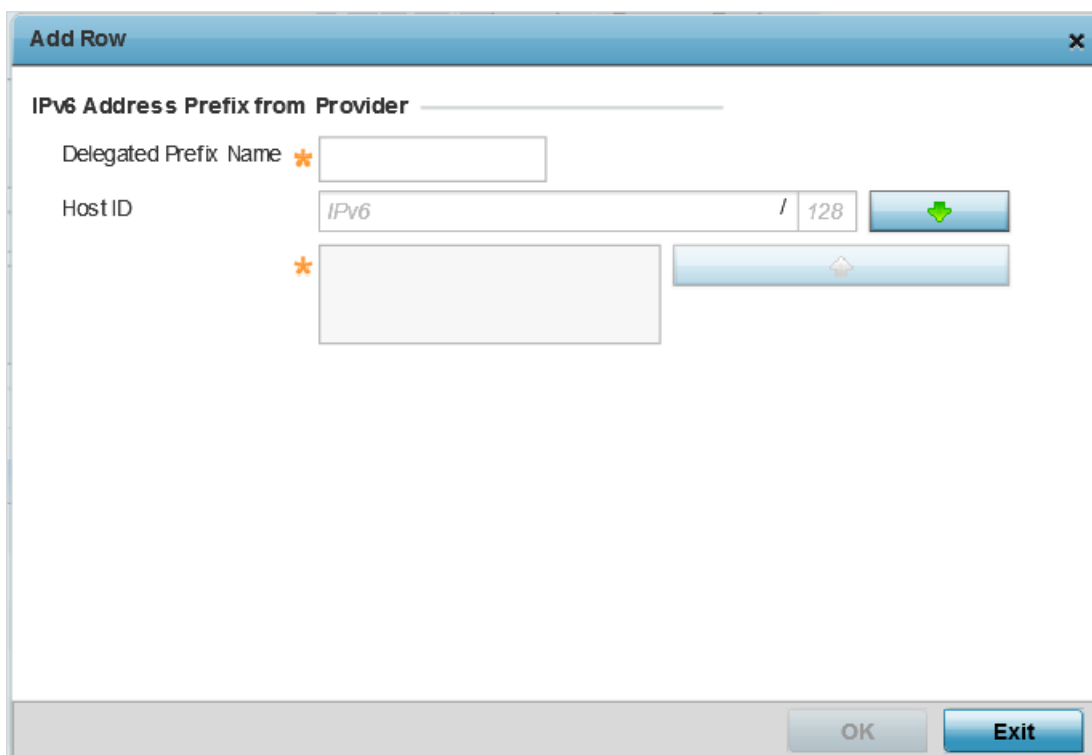 Add Row
IPv6 Address Prefix from Provider
Delegated Prefix Name *
Host ID IPv6 / 128
*
OK Exit